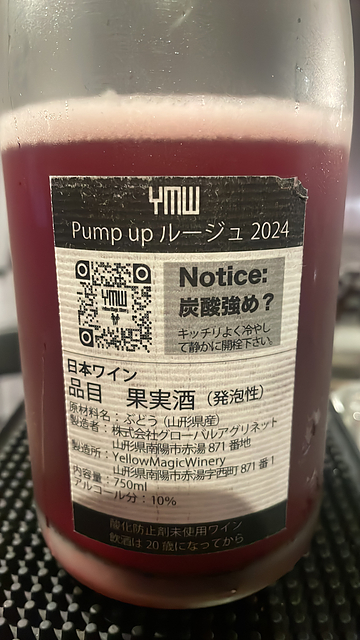 YMW
Pump up ルージュ 2024
YMW
Notice:
炭酸強め?
キッチリよく冷やし
て静かに開栓下さい。
日本ワイン
品目 果実酒（発泡性）
原材料名：ぶどう（山形県産）
製造者：株式会社グローバルアグリネット
山形県南陽市赤湯 871 番地
製造所：YellowMagicWinery
山形県南陽市赤湯字西町 871 番 1
内容量：750ml
アルコール分：10%
酸化防止剤未使用ワイン
飲酒は 20 歳になってから